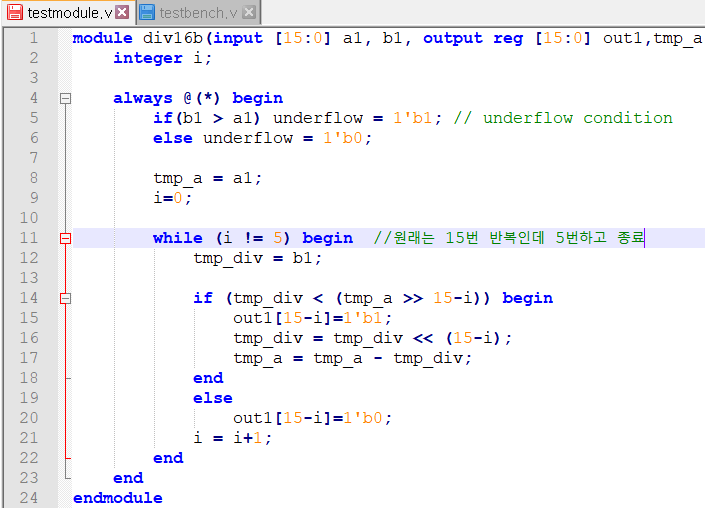 testmodule.v testbench.v
1 module div16b(input [15:0] a1, b1, output reg [15:0] out1,tmp_a
2 integer i;
3
4 always @(*) begin
5 if(b1 > a1) underflow = 1'b1; // underflow condition
6 else underflow = 1'b0;
7
8 tmp_a = a1;
9 i=0;
10
11 while (i != 5) begin //원래는 15번 반복인데 5번하고 종료
12 tmp_div = b1;
13
14 if (tmp_div < (tmp_a >> 15-i)) begin
15 out1[15-i]=1'b1;
16 tmp_div = tmp_div << (15-i);
17 tmp_a = tmp_a - tmp_div;
18 end
19 else
20 out1[15-i]=1'b0;
21 i = i+1;
22 end
23 end
24 endmodule